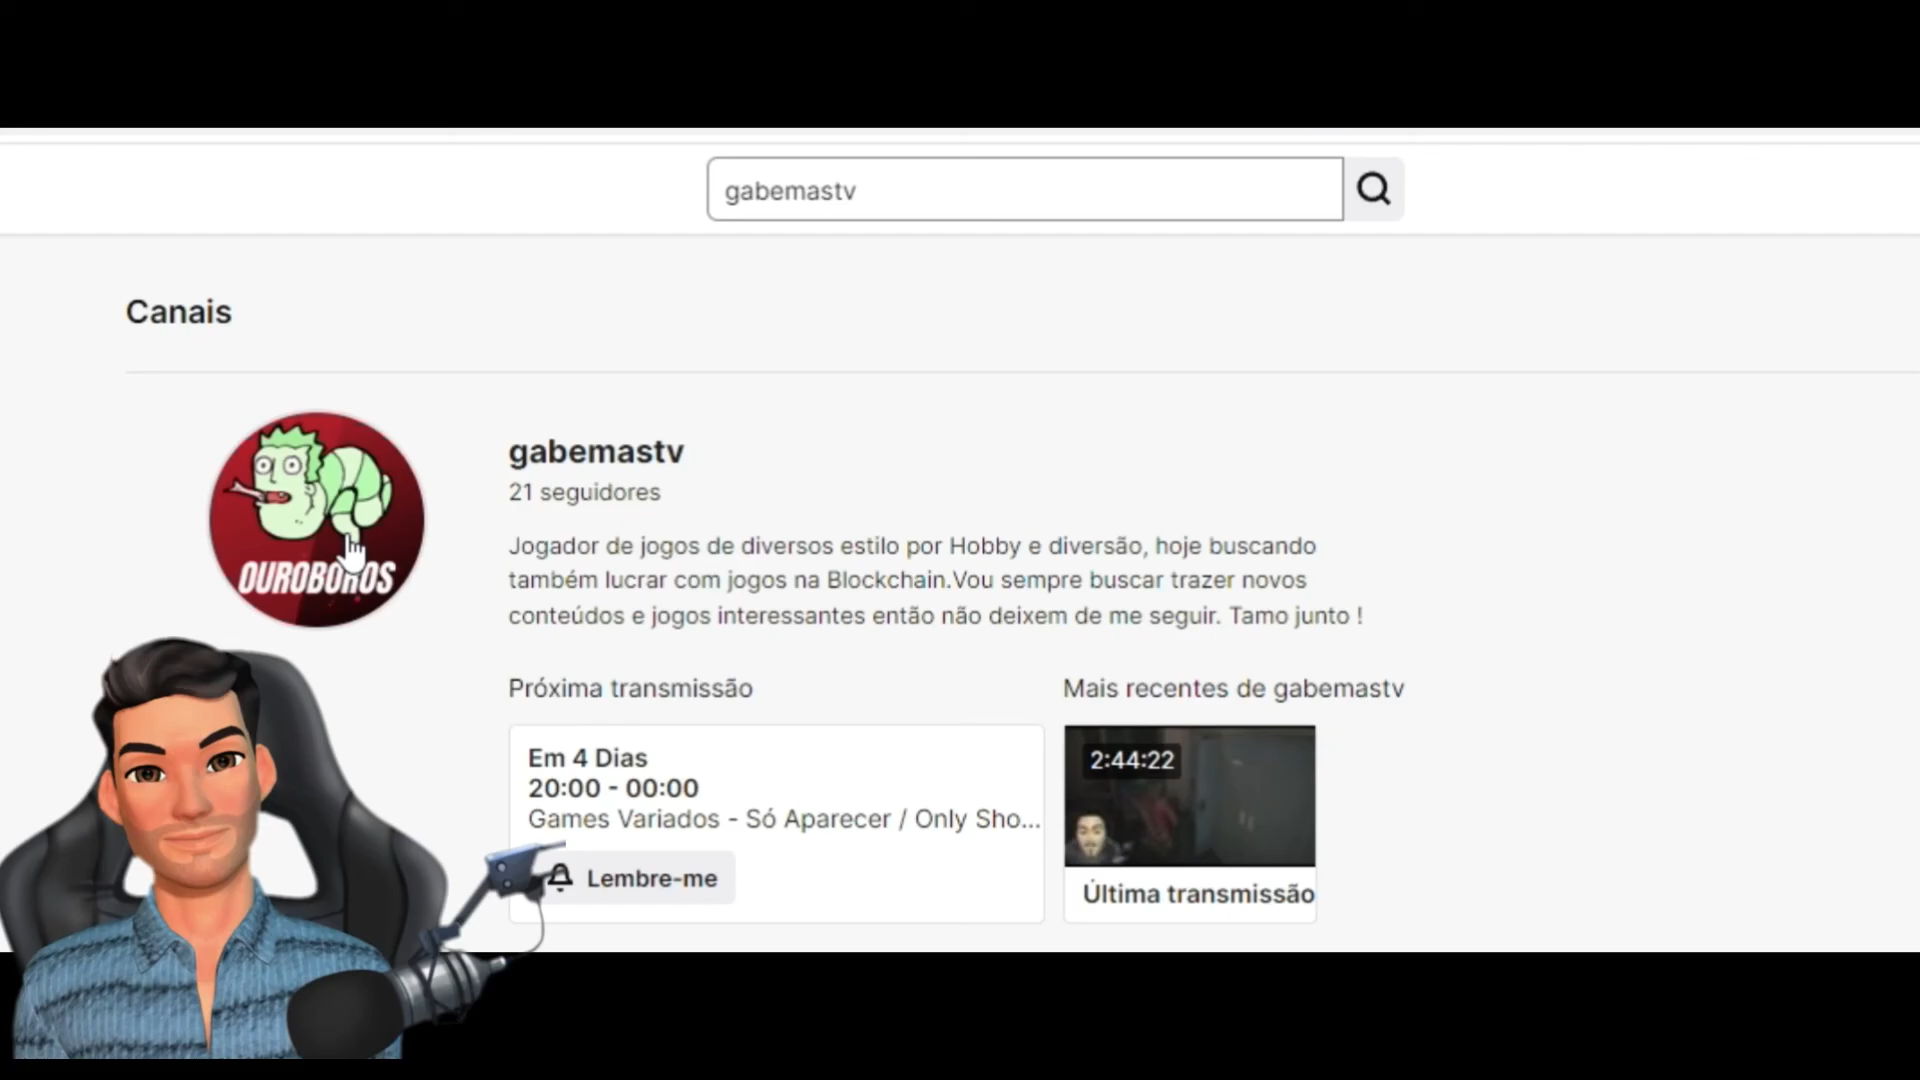 gabemastv
Canais
OUROBOROS
gabemastv
21 seguidores
Jogador de jogos de diversos estilo por Hobby e diversão, hoje buscando
também lucrar com jogos na Blockchain.Vou sempre buscar trazer novos
conteúdos e jogos interessantes então não deixem de me seguir. Tamo junto !
Próxima transmissão
Em 4 Dias
20:00 - 00:00
Games Variados - Só Aparecer / Only Sho...
Lembre-me
Mais recentes de gabemastv
2:44:22
Última transmissão